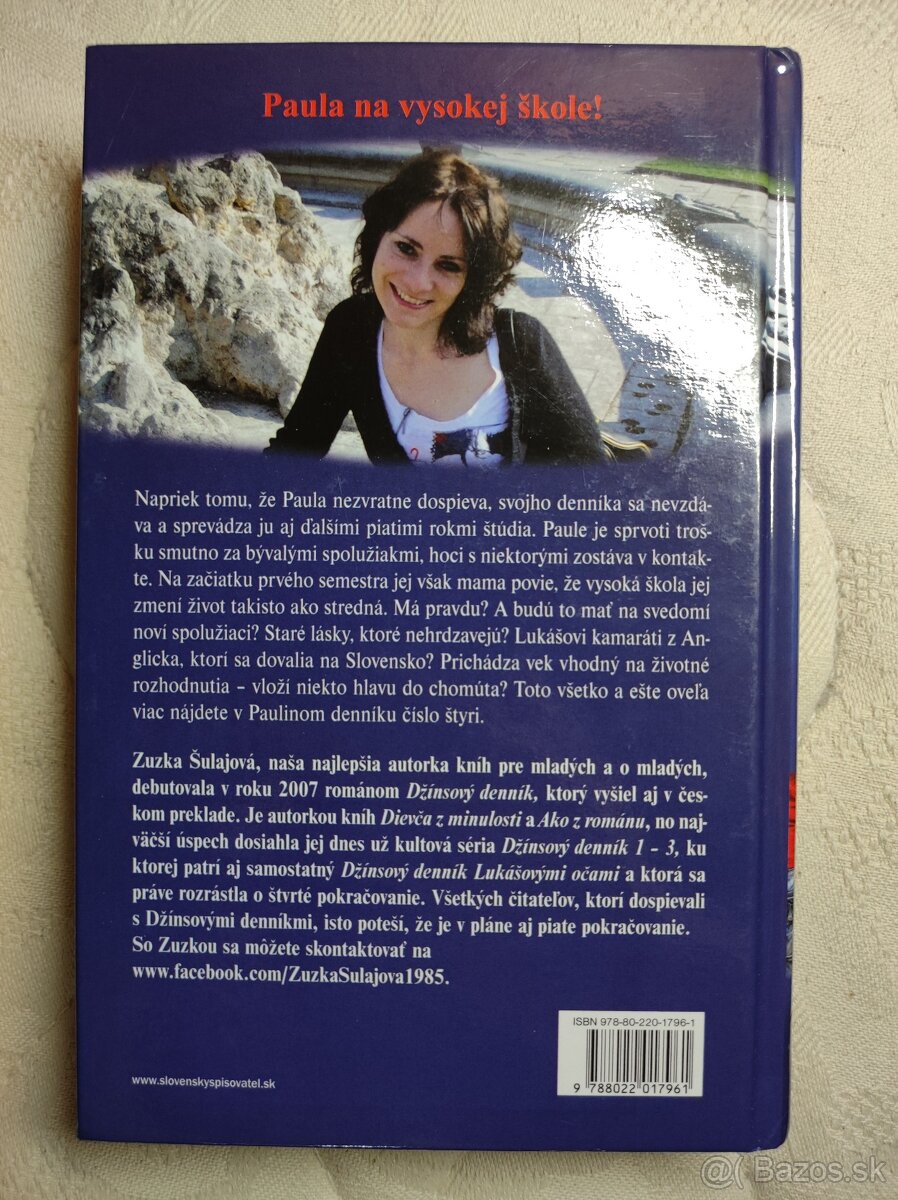 Paula na vysokej škole!
Napriek tomu, že Paula nezvratne dospieva, svojho denníka sa nevzdá-
va a sprevádza ju aj ďalšími piatimi rokmi štúdia. Paule je sprvoti troš-
ku smutno za bývalými spolužiakmi, hoci s niektorými zostáva v kontak-
te. Na začiatku prvého semestra jej však mama povie, že vysoká škola jej
zmení život takisto ako stredná. Má pravdu? A budú to mať na svedomí
noví spolužiaci? Staré lásky, ktoré nehrdzavejú? Lukášovi kamaráti z An-
glicka, ktorí sa dovalia na Slovensko? Prichádza vek vhodný na životné
rozhodnutia – vloží niekto hlavu do chomúta? Toto všetko a ešte oveľa
viac nájdete v Paulinom denníku číslo štyri.
Zuzka Šulajová, naša najlepšia autorka kníh pre mladých a o mladých,
debutovala v roku 2007 románom Džínsový denník, ktorý vyšiel aj v čes-
kom preklade. Je autorkou kníh Dievča z minulosti a Ako z románu, no naj-
väčší úspech dosiahla jej dnes už kultová séria Džínsový denník 1 – 3, ku
ktorej patrí aj samostatný Džínsový denník Lukášovými očami a ktorá sa
práve rozrástla o štvrté pokračovanie. Všetkých čitateľov, ktorí dospievali
s Džínsovými denníkmi, isto poteší, že je v pláne aj piate pokračovanie.
So Zuzkou sa môžete skontaktovať na
www.facebook.com/ZuzkaSulajova1985.
ISBN 978-80-220-1796-1
9 788022 017961
www.slovenskyspisovatel.sk
Bazos.sk